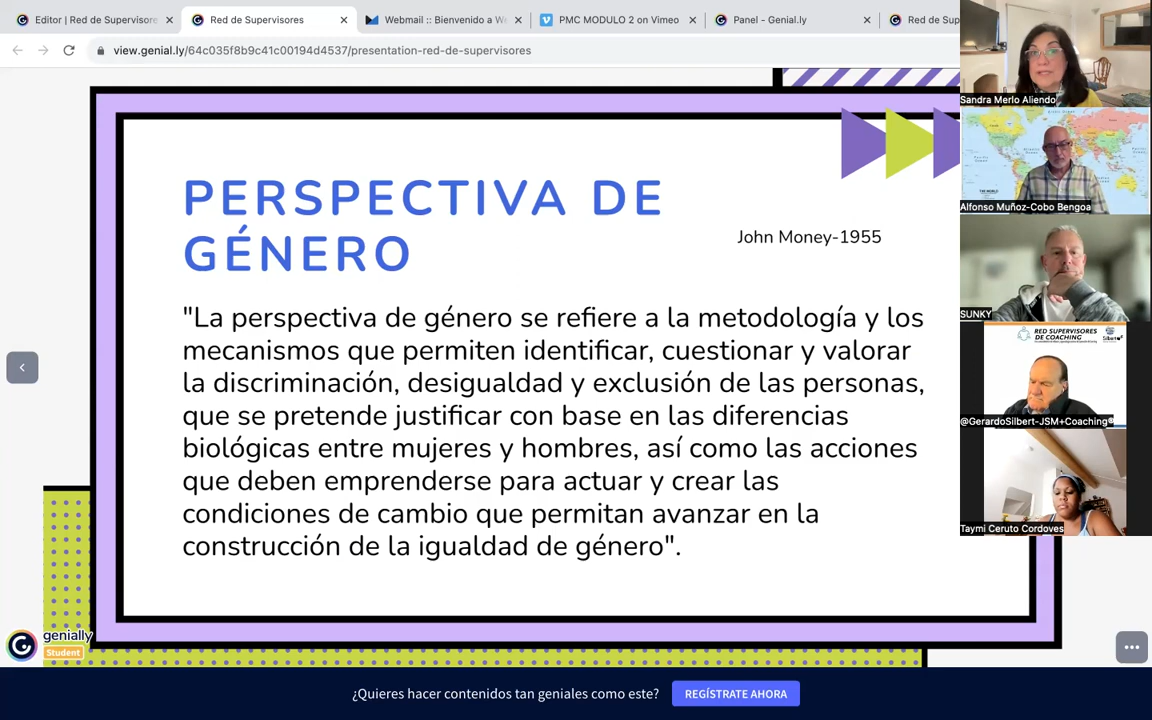 Editor | Red de Supervisore
Red de Supervisores
Webmail :: Bienvenido a We
PMC MODULO 2 on Vimeo
Panel - Genial.ly
Red de Sup
view.genial.ly/64c035f8b9c41c00194d4537/presentation-red-de-supervisores
PERSPECTIVA DE
GÉNERO
John Money-1955
"La perspectiva de género se refiere a la metodología y los
mecanismos que permiten identificar, cuestionar y valorar
la discriminación, desigualdad y exclusión de las personas,
que se pretende justificar con base en las diferencias
biológicas entre mujeres y hombres, así como las acciones
que deben emprenderse para actuar y crear las
condiciones de cambio que permitan avanzar en la
construcción de la igualdad de género".
genially
Student
¿Quieres hacer contenidos tan geniales como este?
REGÍSTRATE AHORA
Sandra Merlo Aliendo
THE WORLD
Alfonso Muñoz-Cobo Bengoa
SUNKY
RED SUPERVISORES
DE COACHING
@GerardoSilbert-JSM+Coaching®
Taymi Ceruto Cordoves